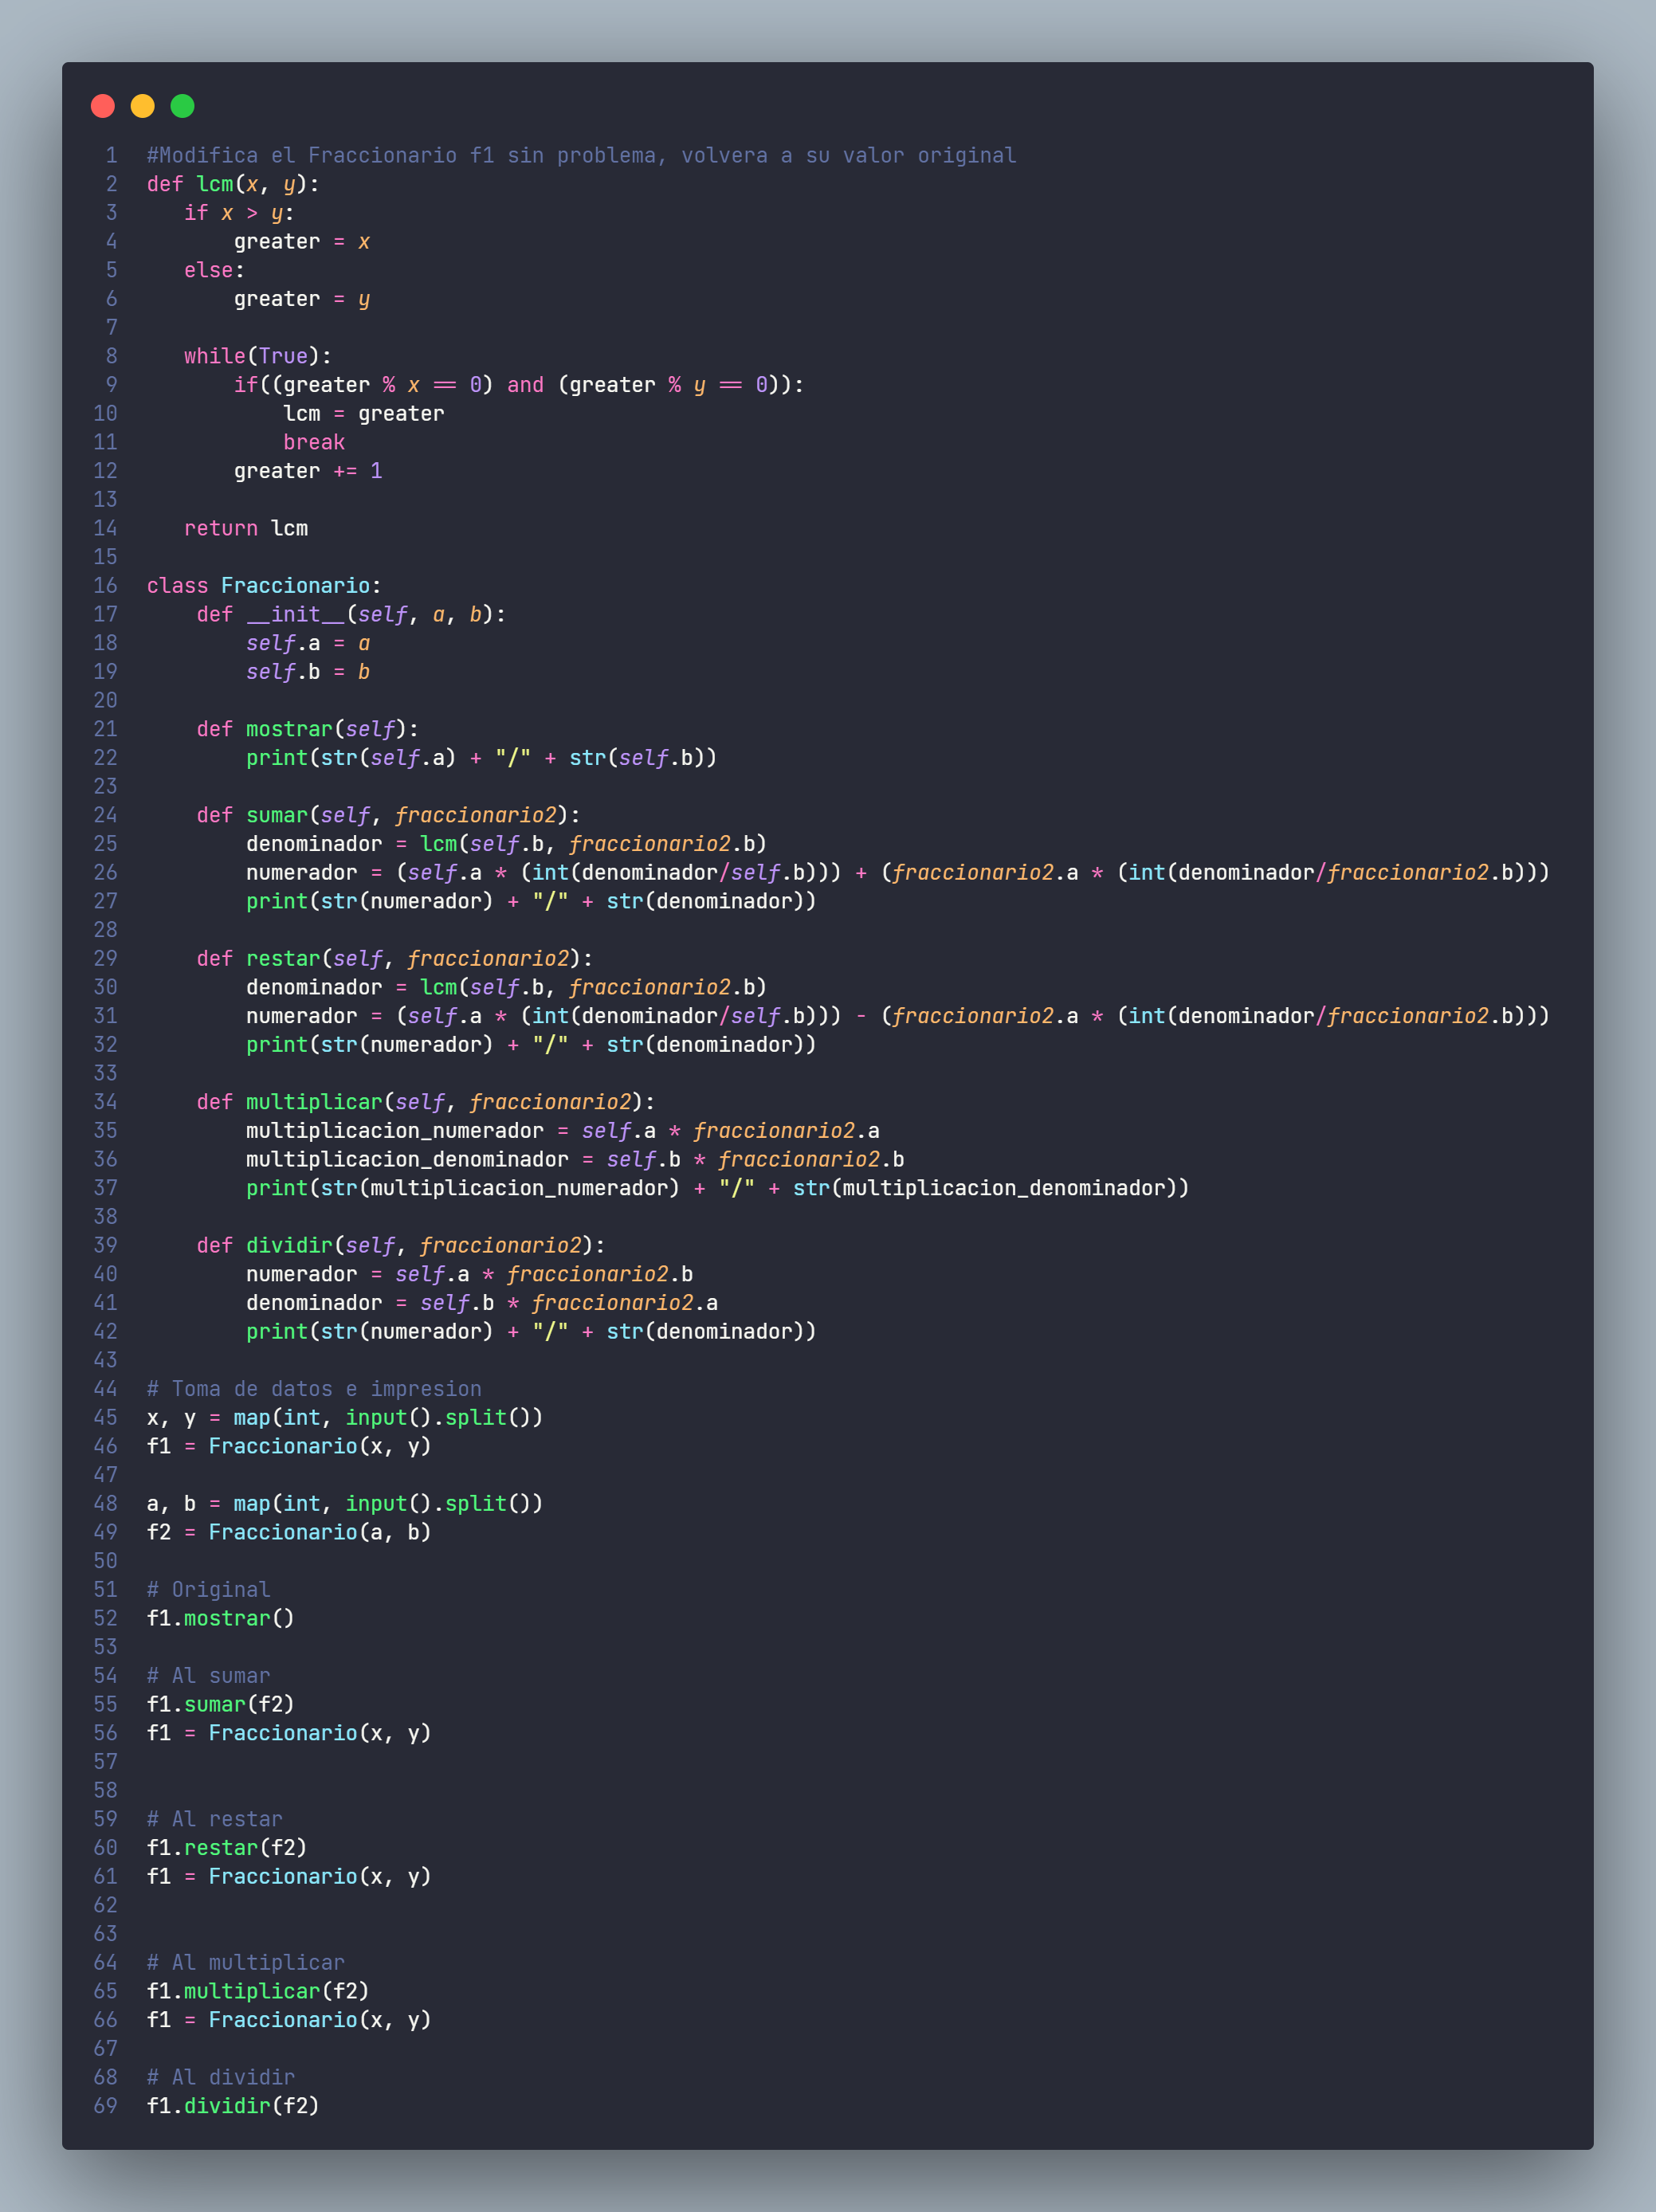 1 #Modifica el Fraccionario f1 sin problema, volvera a su valor original
2 def lcm(x, y):
3    if x > y:
4        greater = x
5    else:
6        greater = y
7
8    while(True):
9        if((greater % x == 0) and (greater % y == 0)):
10            lcm = greater
11            break
12        greater += 1
13
14    return lcm
15
16 class Fraccionario:
17     def __init__(self, a, b):
18         self.a = a
19         self.b = b
20
21     def mostrar(self):
22         print(str(self.a) + "/" + str(self.b))
23
24     def sumar(self, fraccionario2):
25         denominador = lcm(self.b, fraccionario2.b)
26         numerador = (self.a * (int(denominador/self.b))) + (fraccionario2.a * (int(denominador/fraccionario2.b)))
27         print(str(numerador) + "/" + str(denominador))
28
29     def restar(self, fraccionario2):
30         denominador = lcm(self.b, fraccionario2.b)
31         numerador = (self.a * (int(denominador/self.b))) - (fraccionario2.a * (int(denominador/fraccionario2.b)))
32         print(str(numerador) + "/" + str(denominador))
33
34     def multiplicar(self, fraccionario2):
35         multiplicacion_numerador = self.a * fraccionario2.a
36         multiplicacion_denominador = self.b * fraccionario2.b
37         print(str(multiplicacion_numerador) + "/" + str(multiplicacion_denominador))
38
39     def dividir(self, fraccionario2):
40         numerador = self.a * fraccionario2.b
41         denominador = self.b * fraccionario2.a
42         print(str(numerador) + "/" + str(denominador))
43
44 # Toma de datos e impresion
45 x, y = map(int, input().split())
46 f1 = Fraccionario(x, y)
47
48 a, b = map(int, input().split())
49 f2 = Fraccionario(a, b)
50
51 # Original
52 f1.mostrar()
53
54 # Al sumar
55 f1.sumar(f2)
56 f1 = Fraccionario(x, y)
57
58
59 # Al restar
60 f1.restar(f2)
61 f1 = Fraccionario(x, y)
62
63
64 # Al multiplicar
65 f1.multiplicar(f2)
66 f1 = Fraccionario(x, y)
67
68 # Al dividir
69 f1.dividir(f2)